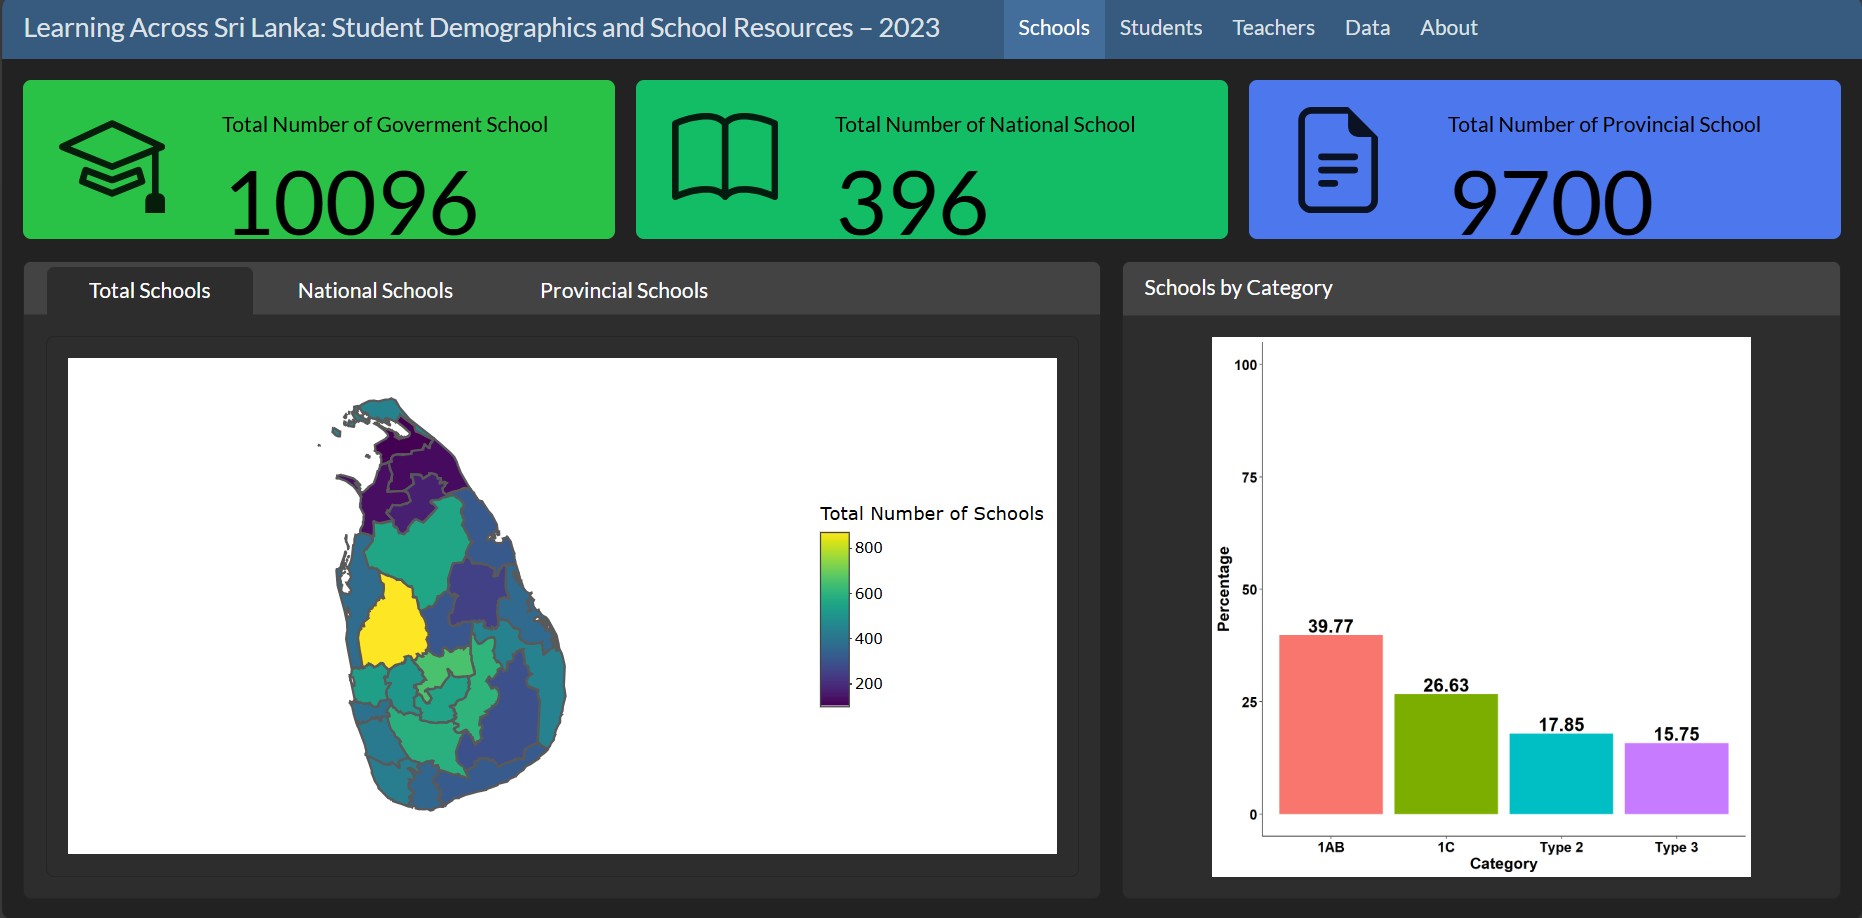 Learning Across Sri Lanka: Student Demographics and School Resources – 2023
Schools
Students
Teachers
Data
About
Total Number of Goverment School
10096
Total Number of National School
396
Total Number of Provincial School
9700
Total Schools
National Schools
Provincial Schools
Total Number of Schools
800
600
400
200
Schools by Category
100
75
50
25
0
Percentage
39.77
26.63
17.85
15.75
1AB
1C
Type 2
Type 3
Category